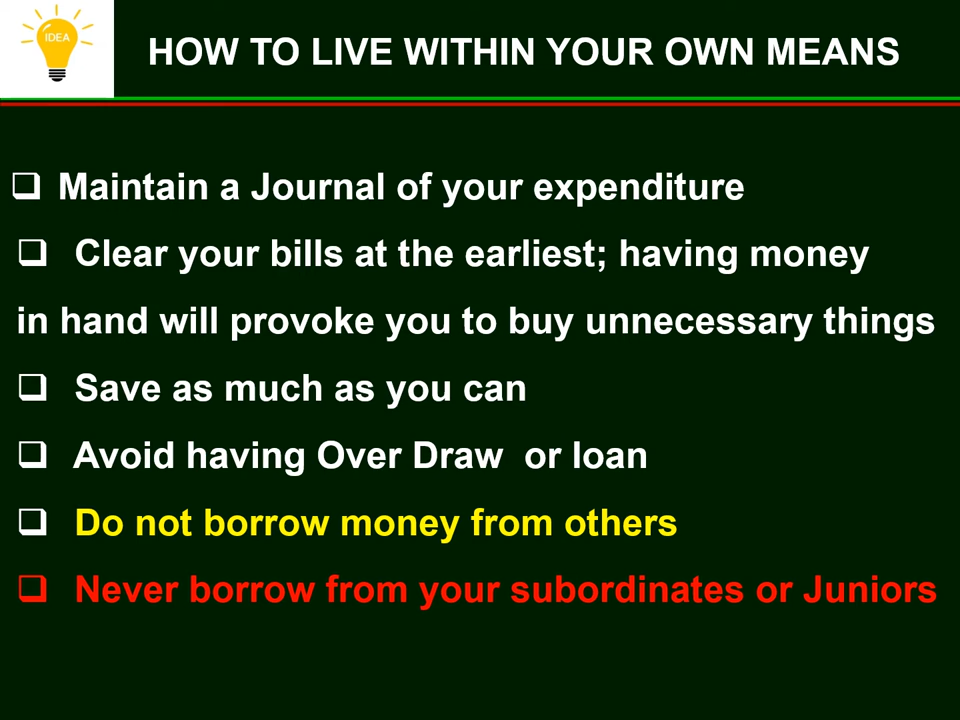 IDEA
HOW TO LIVE WITHIN YOUR OWN MEANS
Maintain a Journal of your expenditure
Clear your bills at the earliest; having money
in hand will provoke you to buy unnecessary things
Save as much as you can
Avoid having Over Draw or loan
Do not borrow money from others
Never borrow from your subordinates or Juniors